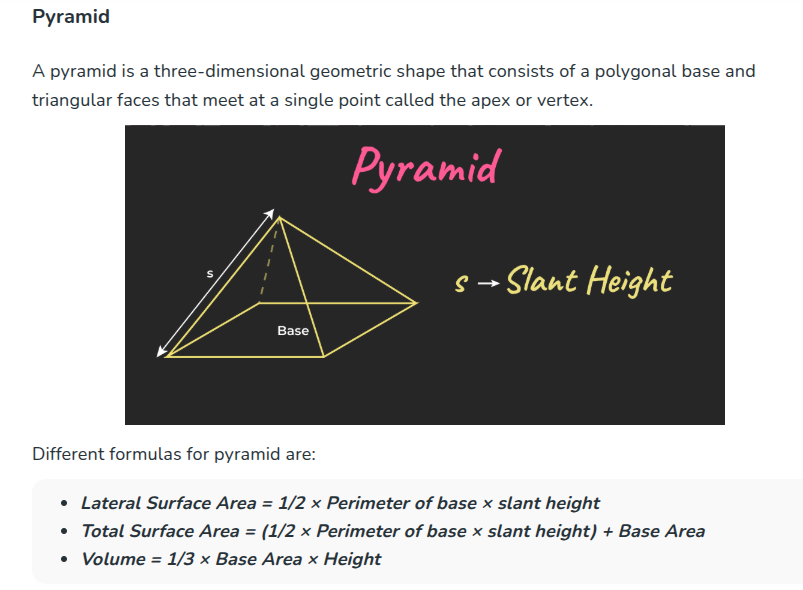 Pyramid
A pyramid is a three-dimensional geometric shape that consists of a polygonal base and
triangular faces that meet at a single point called the apex or vertex.
Pyramid
s
s → Slant Height
Base
Different formulas for pyramid are:
• Lateral Surface Area = 1/2 × Perimeter of base × slant height
• Total Surface Area = (1/2 × Perimeter of base × slant height) + Base Area
• Volume = 1/3 × Base Area × Height